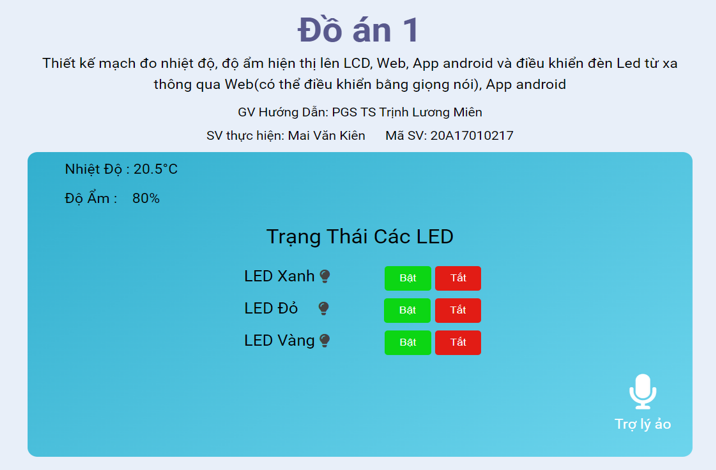 Đồ án 1
Thiết kế mạch đo nhiệt độ, độ ẩm hiện thị lên LCD, Web, App android và điều khiển đèn Led từ xa
thông qua Web(có thể điều khiển bằng giọng nói), App android
GV Hướng Dẫn: PGS TS Trịnh Lương Miên
SV thực hiện: Mai Văn Kiên Mã SV: 20A17010217
Nhiệt Độ : 20.5°C
Độ Ẩm : 80%
Trạng Thái Các LED
LED Xanh Bật Tắt
LED Đỏ Bật Tắt
LED Vàng Bật Tắt
Trợ lý ảo